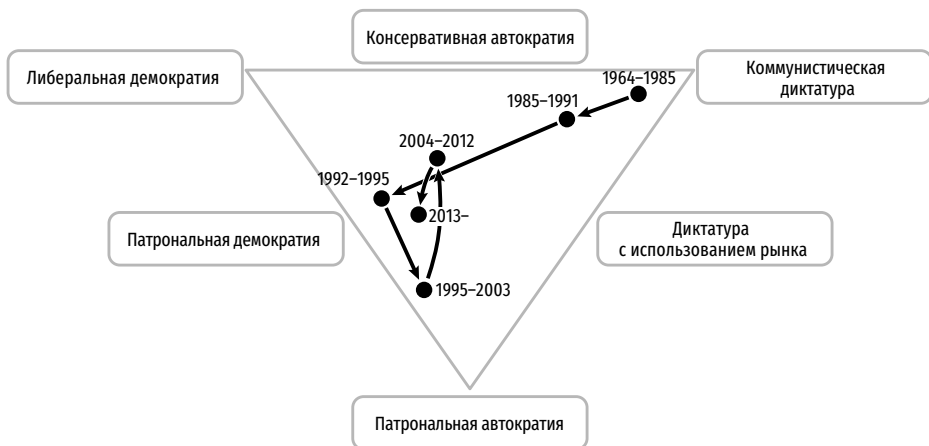 Консервативная автократия
Либеральная демократия
Коммунистическая
диктатура
1964–1985
1985–1991
2004–2012
1992–1995
2013–
Патрональная демократия
Диктатура
с использованием рынка
1995–2003
Патрональная автократия